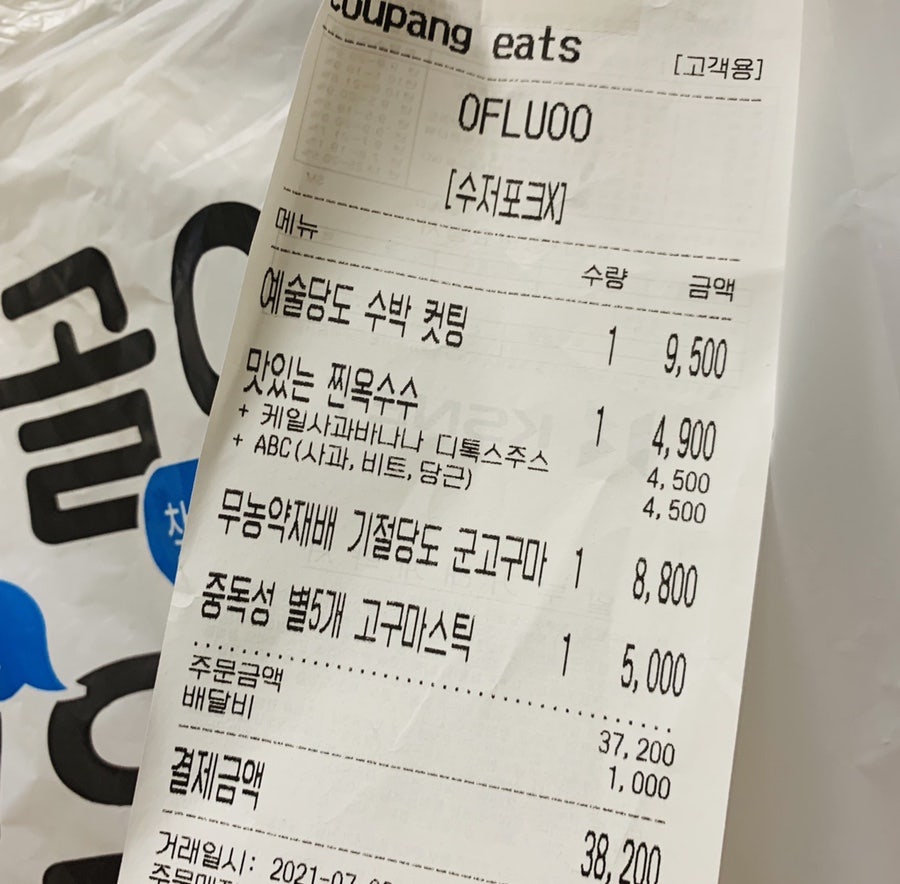 coupang eats
[고객용]
0FLUOO
[수저포크X]
메뉴 수량 금액
예술당도 수박 컷팅 1 9,500
맛있는 찐옥수수 1 4,900
+ 케일사과바나나 디톡스주스 4,500
+ ABC(사과,비트,당근) 4,500
무농약재배 기절당도 군고구마 1 8,800
중독성 별5개 고구마스틱 1 5,000
주문금액 37,200
배달비 1,000
결제금액 38,200
거래일시: 2021-07